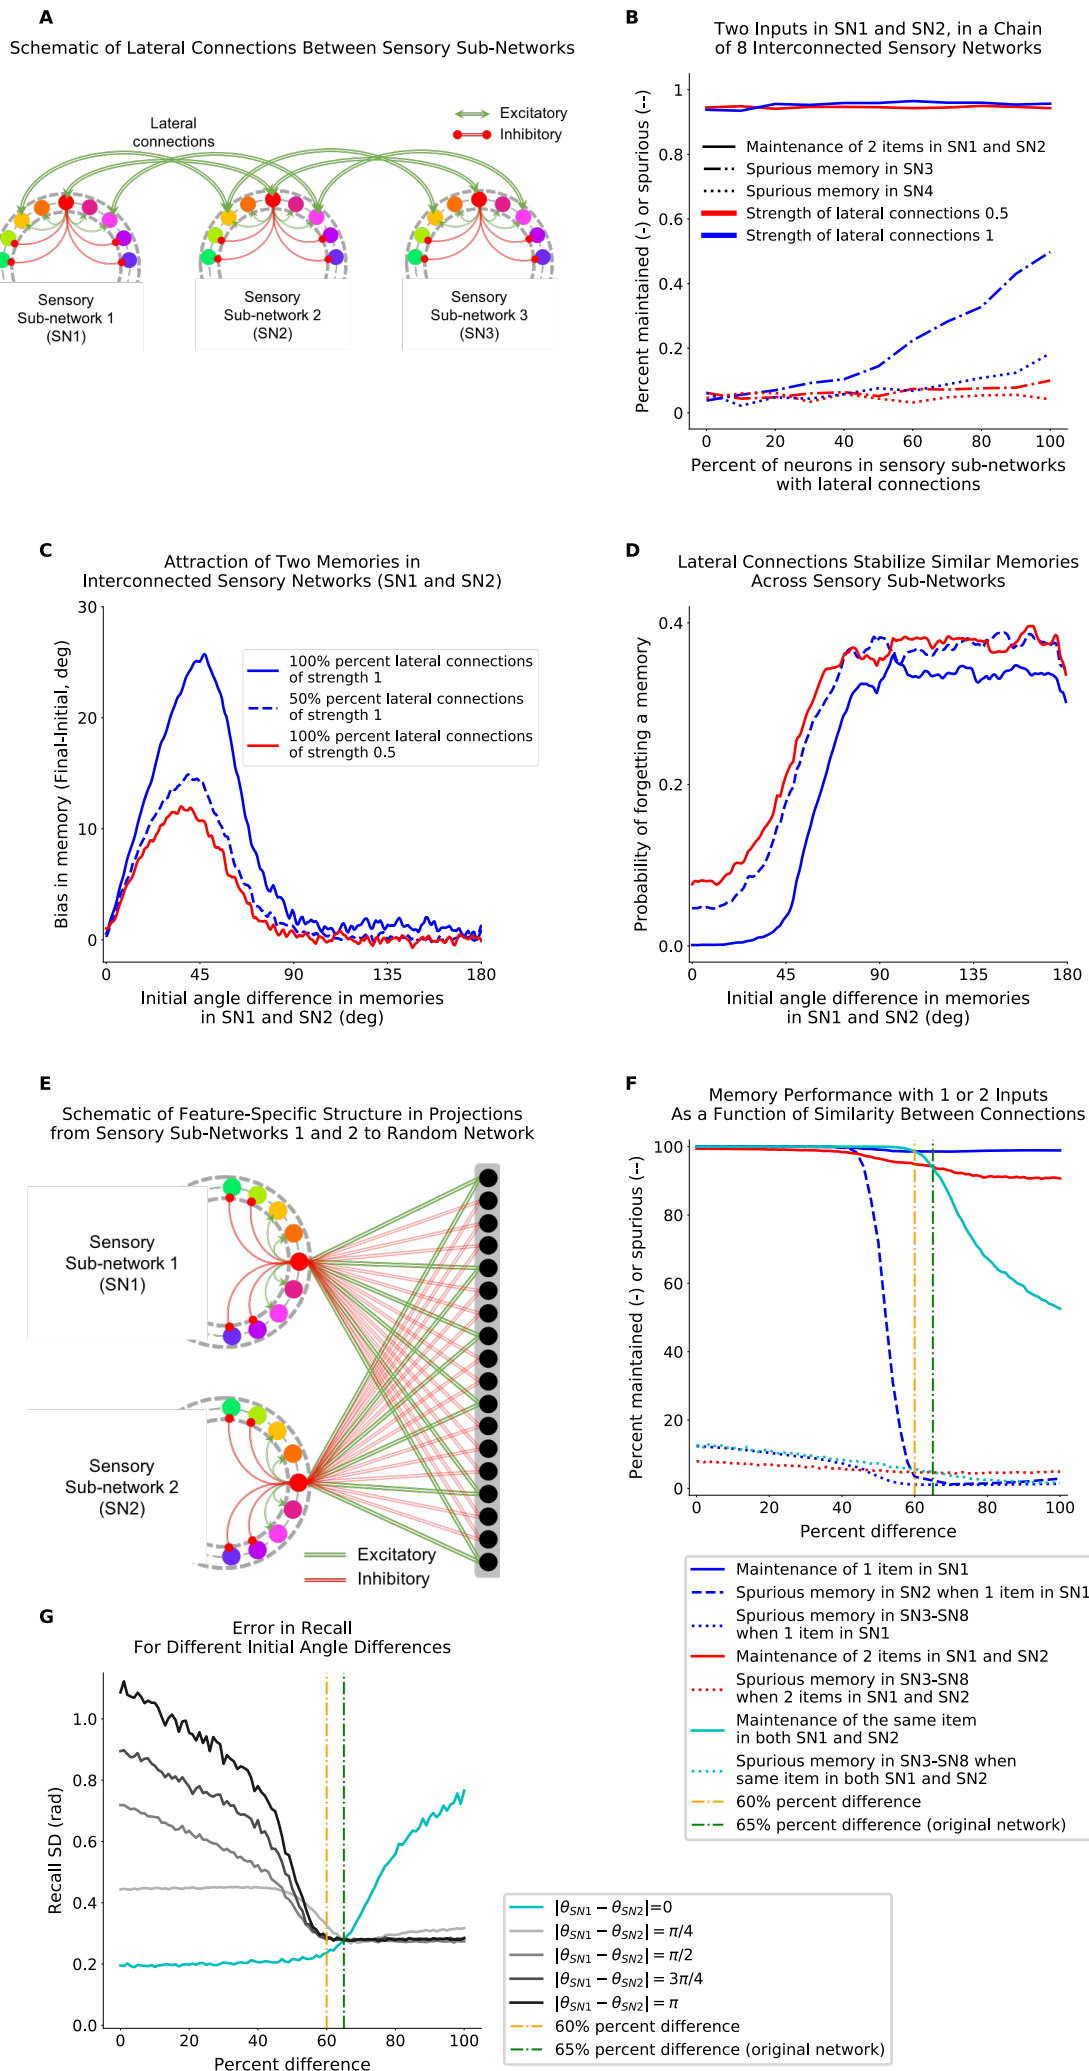 A
Schematic of Lateral Connections Between Sensory Sub-Networks
Lateral
connections
Excitatory
Inhibitory
Sensory
Sub-network 1
(SN1)
Sensory
Sub-network 2
(SN2)
Sensory
Sub-network 3
(SN3)
B
Two Inputs in SN1 and SN2, in a Chain
of 8 Interconnected Sensory Networks
Percent maintained (-) or spurious (--)
1
0.8
0.6
0.4
0.2
0
Maintenance of 2 items in SN1 and SN2
Spurious memory in SN3
Spurious memory in SN4
Strength of lateral connections 0.5
Strength of lateral connections 1
0 20 40 60 80 100
Percent of neurons in sensory sub-networks
with lateral connections
C
Attraction of Two Memories in
Interconnected Sensory Networks (SN1 and SN2)
Bias in memory (Final-Initial, deg)
30
20
10
0
100% percent lateral connections
of strength 1
50% percent lateral connections
of strength 1
100% percent lateral connections
of strength 0.5
0 45 90 135 180
Initial angle difference in memories
in SN1 and SN2 (deg)
D
Lateral Connections Stabilize Similar Memories
Across Sensory Sub-Networks
Probability of forgetting a memory
0.4
0.2
0.0
0 45 90 135 180
Initial angle difference in memories
in SN1 and SN2 (deg)
E
Schematic of Feature-Specific Structure in Projections
from Sensory Sub-Networks 1 and 2 to Random Network
Sensory
Sub-network 1
(SN1)
Sensory
Sub-network 2
(SN2)
Excitatory
Inhibitory
F
Memory Performance with 1 or 2 Inputs
As a Function of Similarity Between Connections
Percent maintained (-) or spurious (--)
100
80
60
40
20
0
0 20 40 60 80 100
Percent difference
Maintenance of 1 item in SN1
Spurious memory in SN2 when 1 item in SN1
Spurious memory in SN3-SN8
when 1 item in SN1
Maintenance of 2 items in SN1 and SN2
Spurious memory in SN3-SN8
when 2 items in SN1 and SN2
Maintenance of the same item
in both SN1 and SN2
Spurious memory in SN3-SN8 when
same item in both SN1 and SN2
60% percent difference
65% percent difference (original network)
G
Error in Recall
For Different Initial Angle Differences
Recall SD (rad)
1.0
0.8
0.6
0.4
0.2
0.0
0 20 40 60 80 100
Percent difference
|θSN1 − θSN2|=0
|θSN1 − θSN2| = π/4
|θSN1 − θSN2| = π/2
|θSN1 − θSN2| = 3π/4
|θSN1 − θSN2| = π
60% percent difference
65% percent difference (original network)